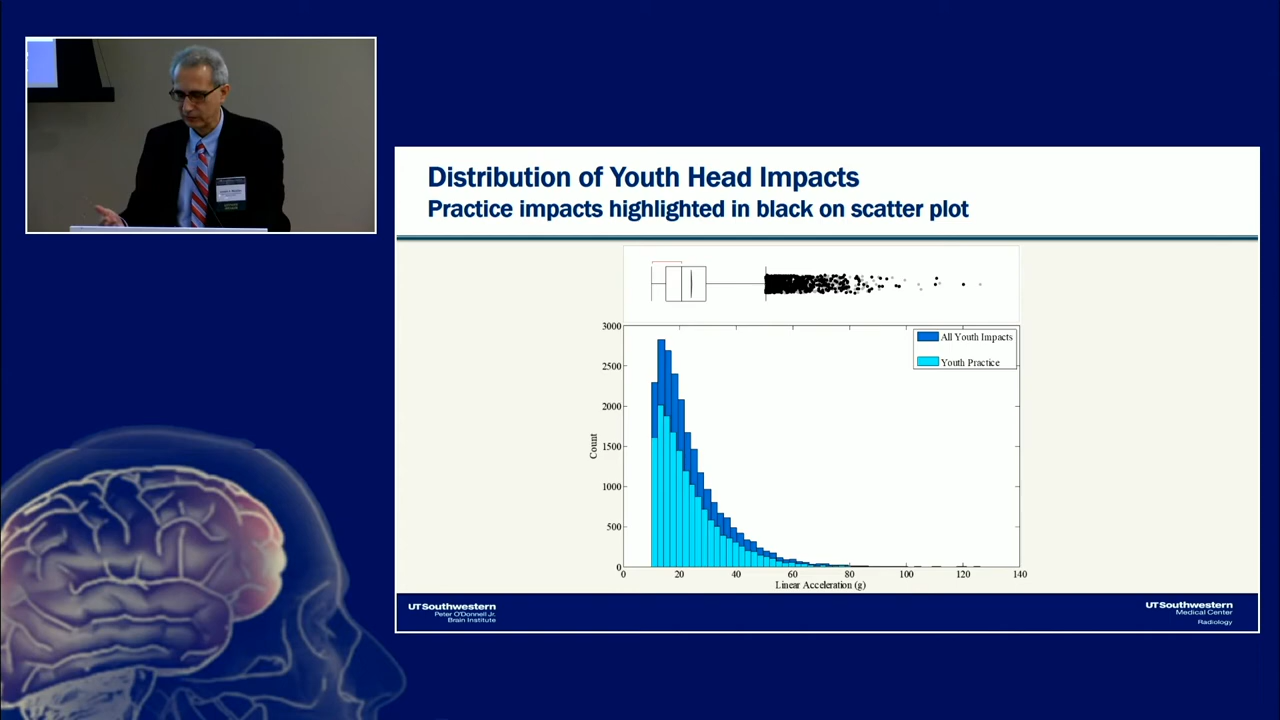 Distribution of Youth Head Impacts
Practice impacts highlighted in black on scatter plot
3000
2500
2000
1500
1000
500
0
Count
All Youth Impacts
Youth Practice
0 20 40 60 80 100 120 140
Linear Acceleration (g)
UTSouthwestern
Peter O'Donnell Jr.
Brain Institute
UTSouthwestern
Medical Center
Radiology